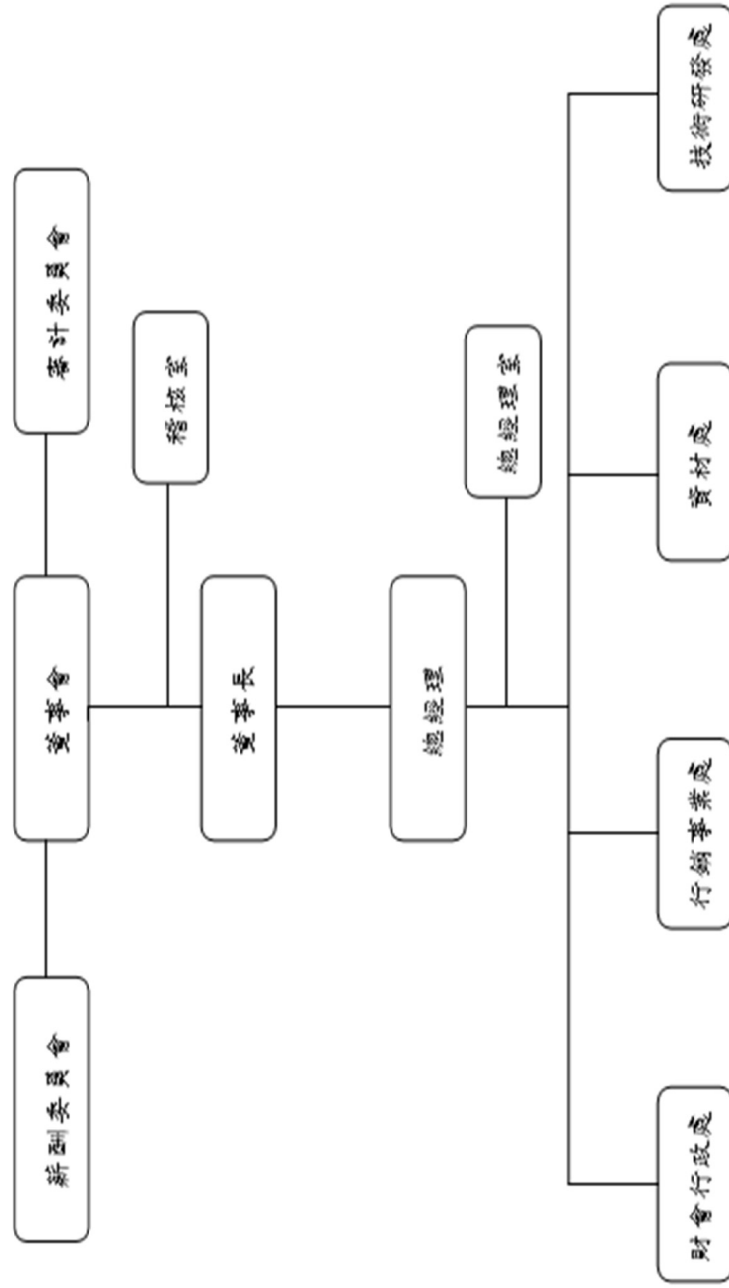 薪酬委員會
董事會
審計委員會
稽核室
董事長
總經理
總經理室
財會行政處
行銷事業處
資材處
技術研發處